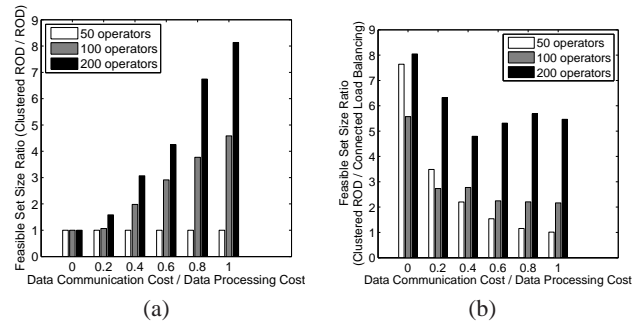 Feasible Set Size Ratio (Clustered ROD / ROD)
9
8
7
6
5
4
3
2
1
0
50 operators
100 operators
200 operators
0 0.2 0.4 0.6 0.8 1
Data Communication Cost / Data Processing Cost
(a)
Feasible Set Size Ratio
(Clustered ROD / Connected Load Balancing)
9
8
7
6
5
4
3
2
1
0
50 operators
100 operators
200 operators
0 0.2 0.4 0.6 0.8 1
Data Communication Cost / Data Processing Cost
(b)